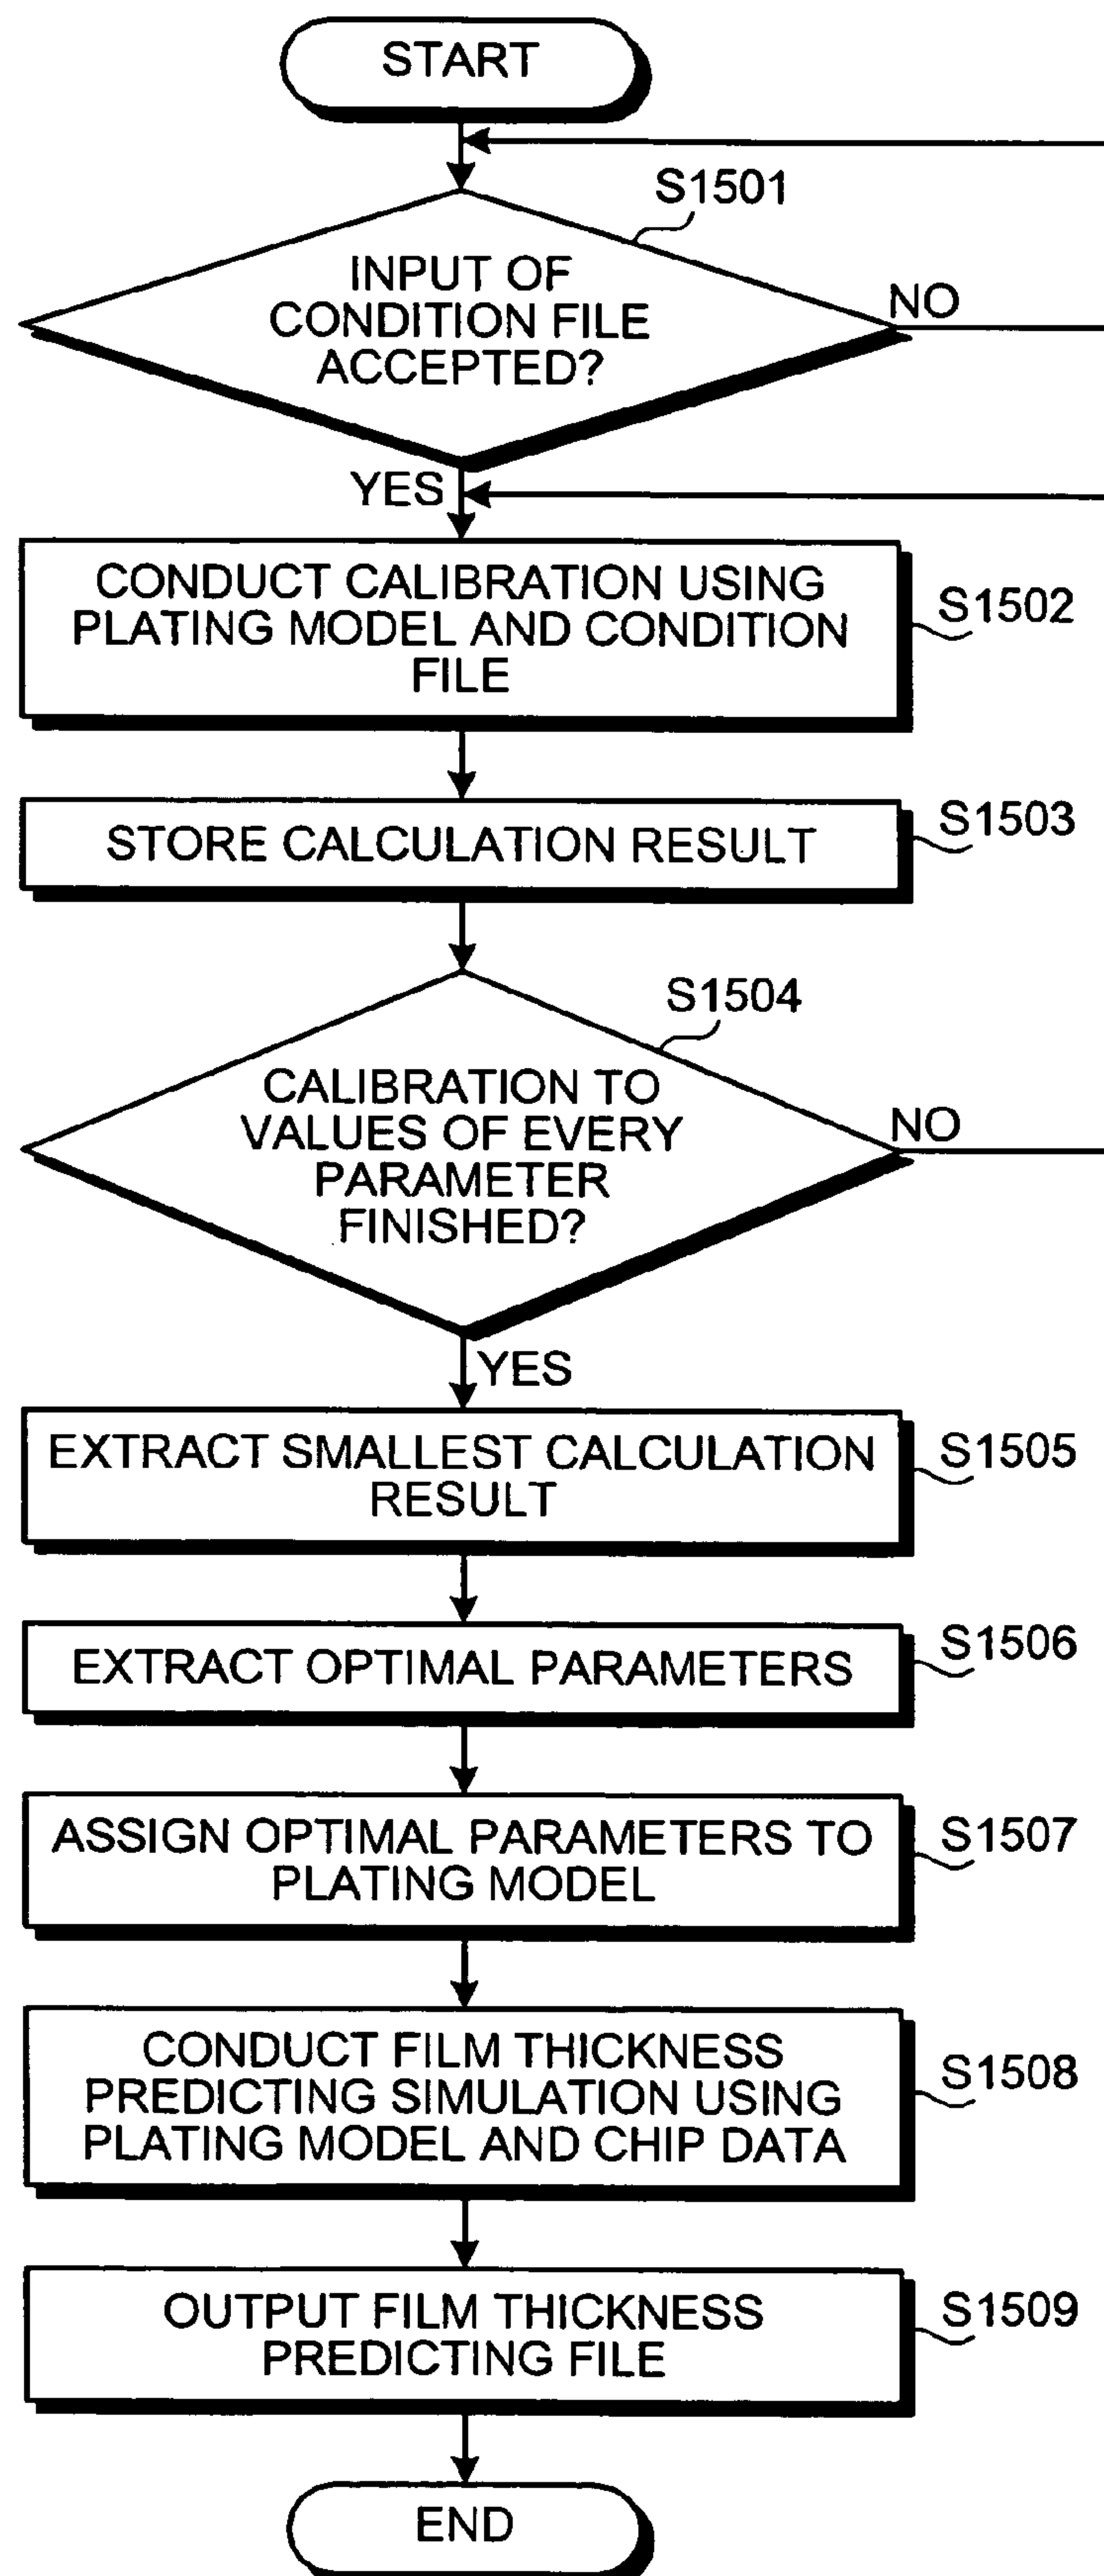 START
S1501
INPUT OF
CONDITION FILE
ACCEPTED?
NO
YES
CONDUCT CALIBRATION USING
PLATING MODEL AND CONDITION
FILE
S1502
STORE CALCULATION RESULT
S1503
S1504
CALIBRATION TO
VALUES OF EVERY
PARAMETER
FINISHED?
NO
YES
EXTRACT SMALLEST CALCULATION
RESULT
S1505
EXTRACT OPTIMAL PARAMETERS
S1506
ASSIGN OPTIMAL PARAMETERS TO
PLATING MODEL
S1507
CONDUCT FILM THICKNESS
PREDICTING SIMULATION USING
PLATING MODEL AND CHIP DATA
S1508
OUTPUT FILM THICKNESS
PREDICTING FILE
S1509
END